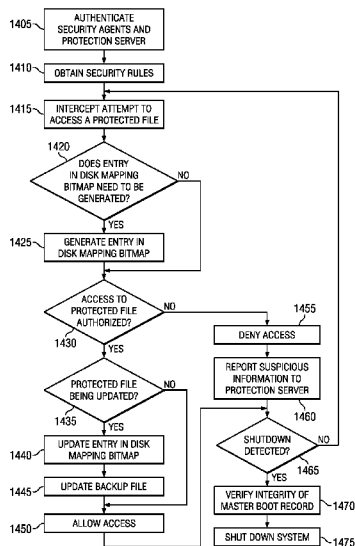 1405
AUTHENTICATE
SECURITY AGENTS AND
PROTECTION SERVER
1410
OBTAIN SECURITY RULES
1415
INTERCEPT ATTEMPT TO
ACCESS A PROTECTED FILE
1420
DOES ENTRY
IN DISK MAPPING
BITMAP NEED TO BE
GENERATED?
NO
YES
1425
GENERATE ENTRY IN
DISK MAPPING BITMAP
ACCESS TO
PROTECTED FILE
AUTHORIZED?
NO
1430
YES
1455
DENY ACCESS
PROTECTED FILE
BEING UPDATED?
NO
1435
YES
REPORT SUSPICIOUS
INFORMATION TO
PROTECTION SERVER
1460
1440
UPDATE ENTRY IN DISK
MAPPING BITMAP
1445
UPDATE BACKUP FILE
1450
ALLOW ACCESS
SHUTDOWN
DETECTED?
NO
1465
YES
VERIFY INTEGRITY OF
MASTER BOOT RECORD
1470
SHUT DOWN SYSTEM
1475